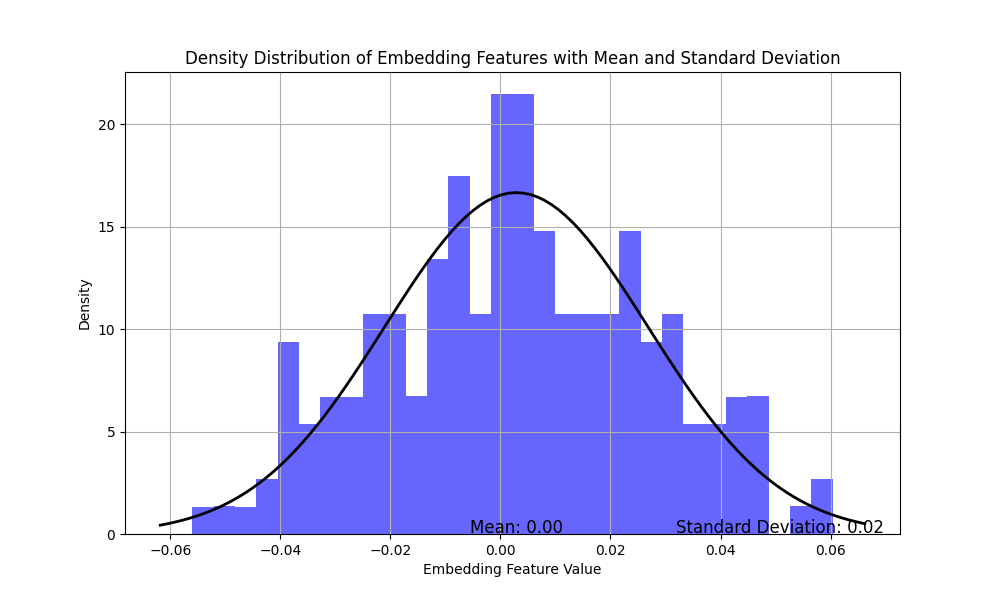 Density Distribution of Embedding Features with Mean and Standard Deviation
20
15
10
5
0
Density
Mean: 0.00
Standard Deviation: 0.02
−0.06 −0.04 −0.02 0.00 0.02 0.04 0.06
Embedding Feature Value